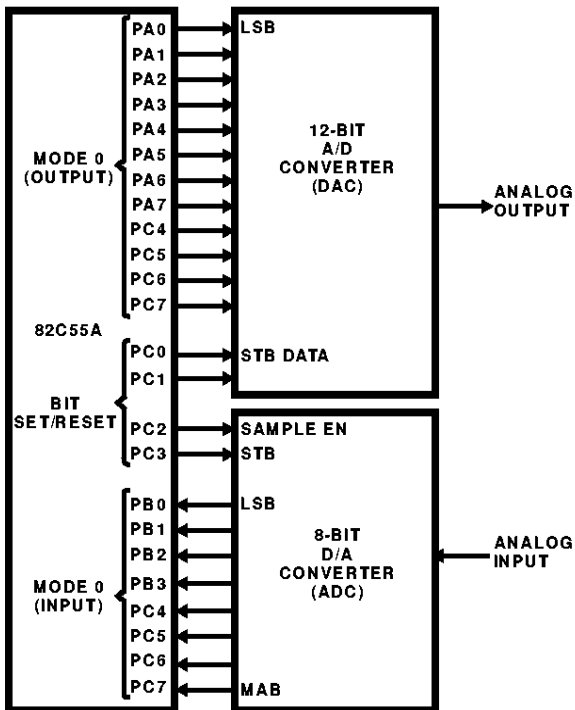 PA0
PA1
PA2
PA3
PA4
PA5
PA6
PA7
PC4
PC5
PC6
PC7
MODE 0
(OUTPUT)
LSB
12-BIT
A/D
CONVERTER
(DAC)
ANALOG
OUTPUT
82C55A
PC0
PC1
PC2
PC3
BIT
SET/RESET
STB DATA
SAMPLE EN
STB
PB0
PB1
PB2
PB3
PC4
PC5
PC6
PC7
MODE 0
(INPUT)
LSB
8-BIT
D/A
CONVERTER
(ADC)
MAB
ANALOG
INPUT